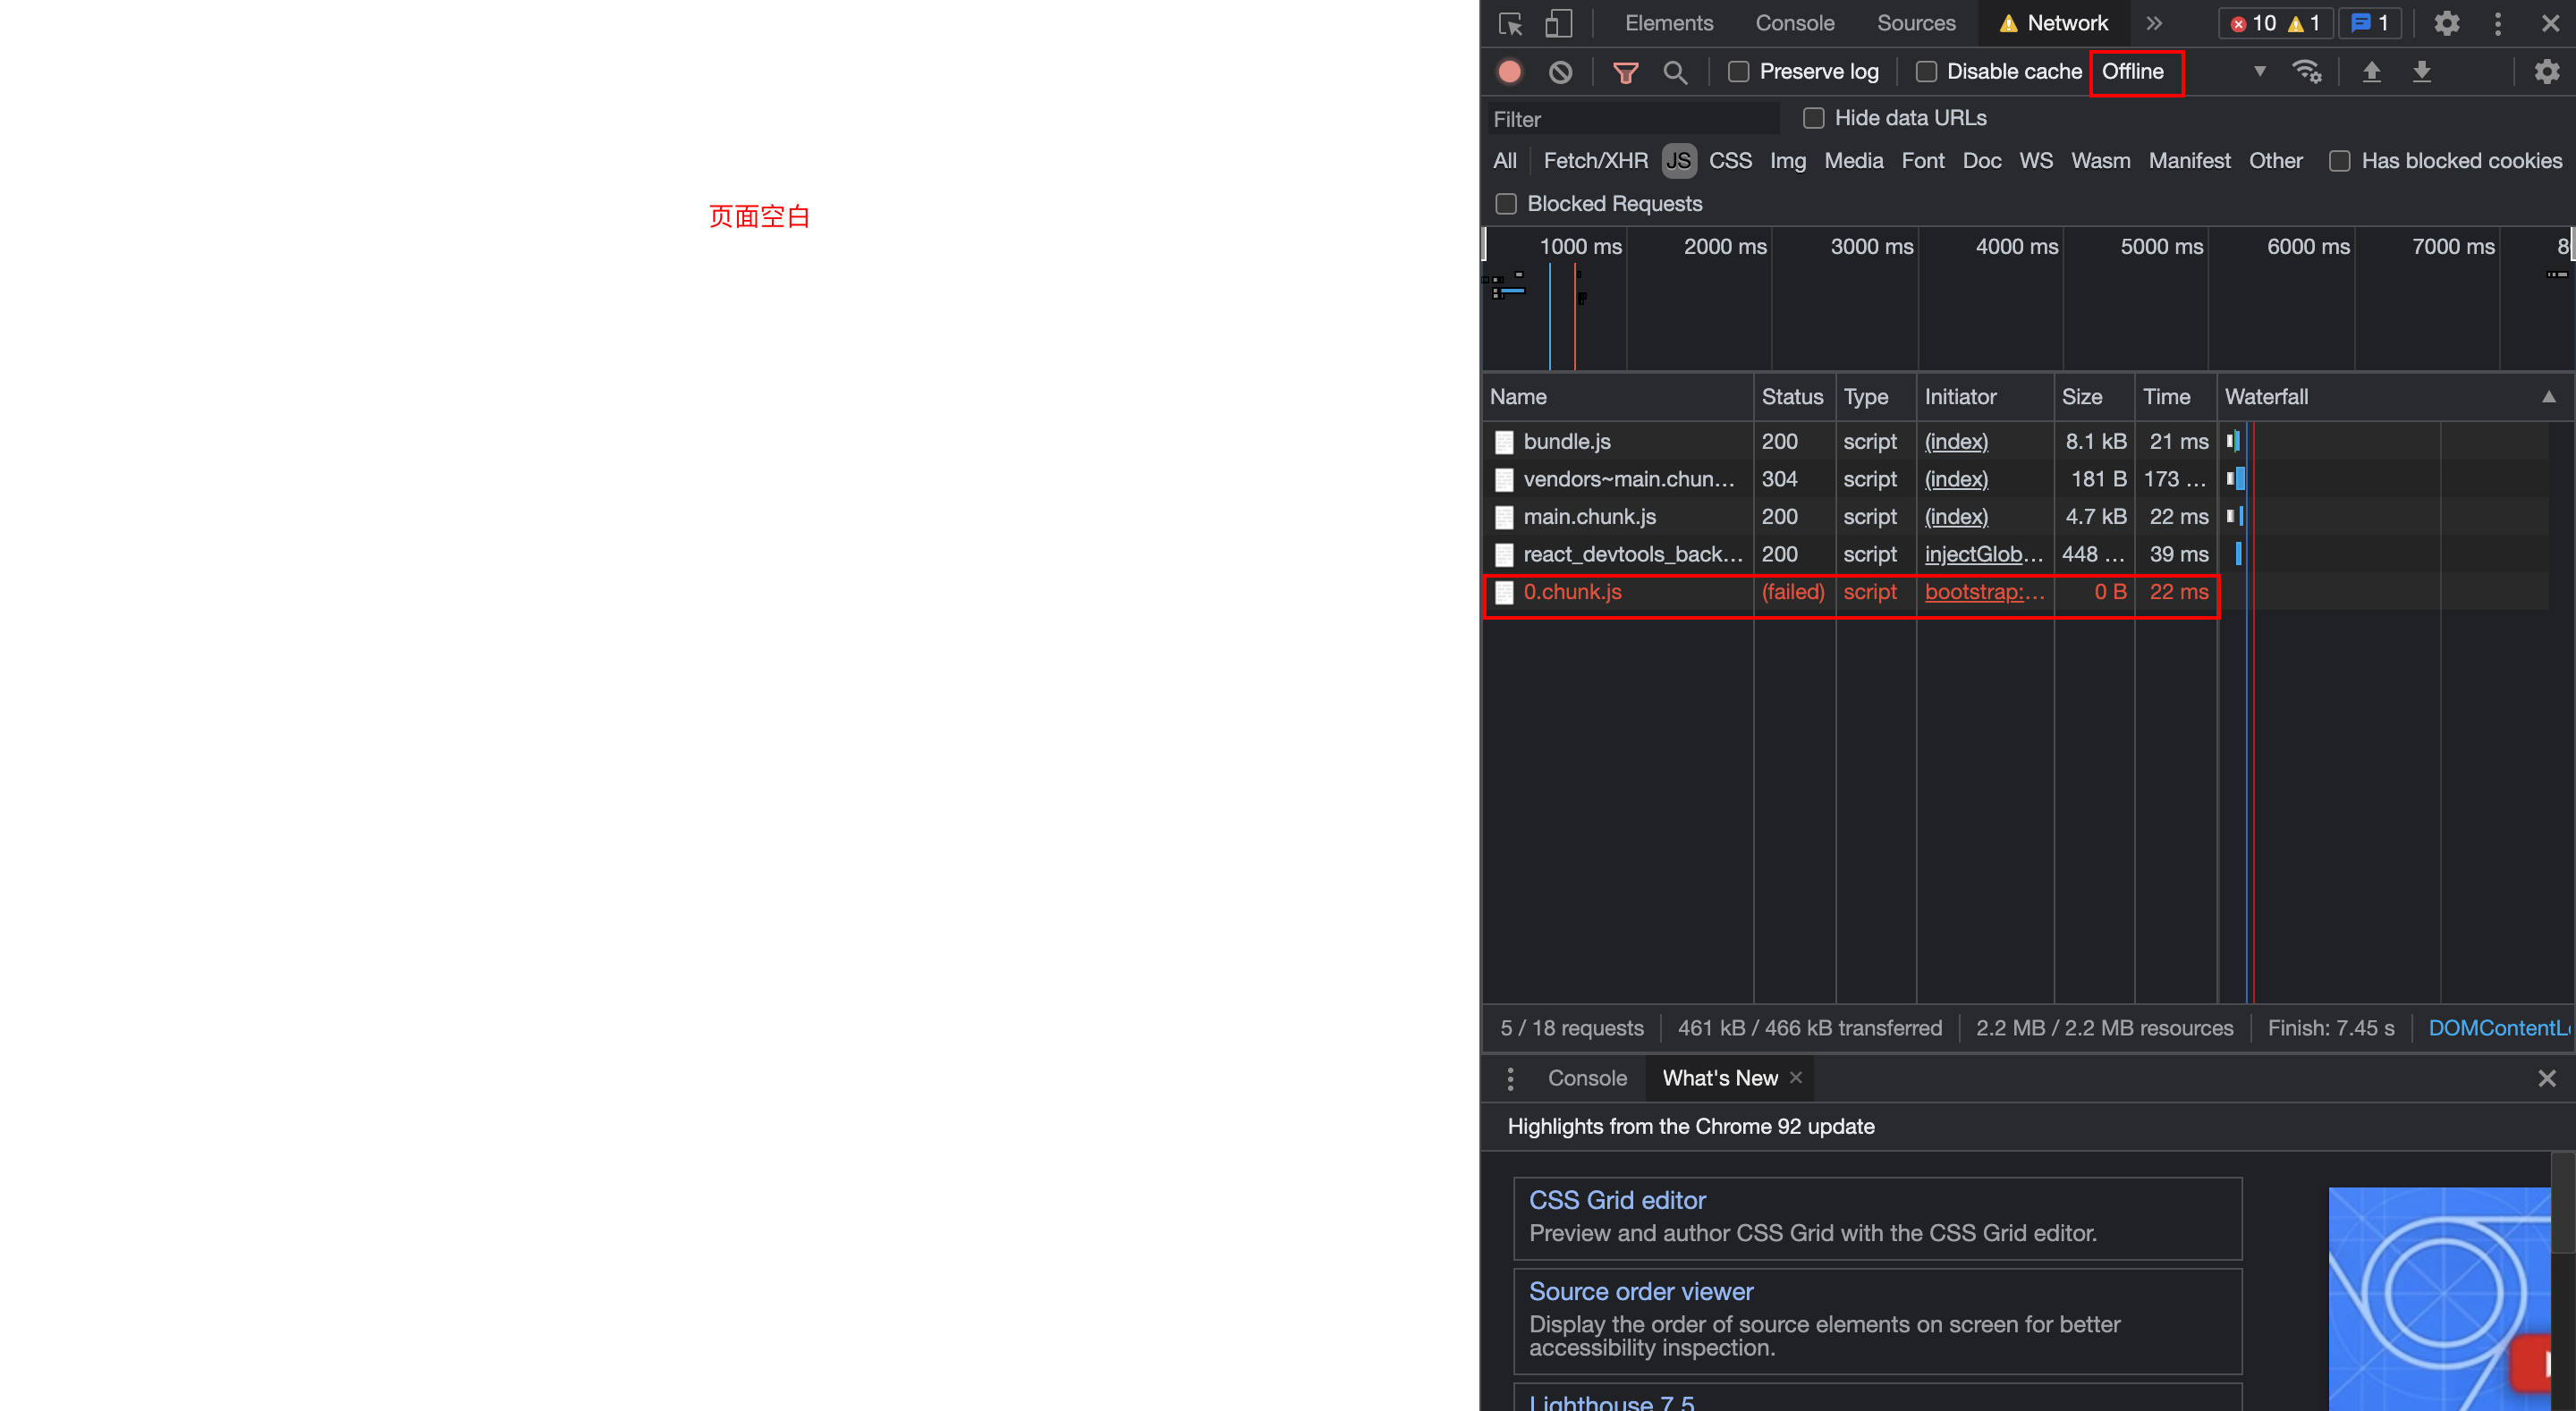 Elements Console Sources Network 10 1 1
Preserve log Disable cache Offline
Filter Hide data URLs
All Fetch/XHR JS CSS Img Media Font Doc WS Wasm Manifest Other Has blocked cookies
Blocked Requests
页面空白
1000 ms 2000 ms 3000 ms 4000 ms 5000 ms 6000 ms 7000 ms 8
Name Status Type Initiator Size Time Waterfall
bundle.js 200 script (index) 8.1 kB 21 ms
vendors~main.chun… 304 script (index) 181 B 173 …
main.chunk.js 200 script (index) 4.7 kB 22 ms
react_devtools_back… 200 script injectGlob… 448 … 39 ms
0.chunk.js (failed) script bootstrap:… 0 B 22 ms
5 / 18 requests 461 kB / 466 kB transferred 2.2 MB / 2.2 MB resources Finish: 7.45 s DOMContentL
Console What's New
Highlights from the Chrome 92 update
CSS Grid editor
Preview and author CSS Grid with the CSS Grid editor.
Source order viewer
Display the order of source elements on screen for better
accessibility inspection.
Lighthouse 7.5